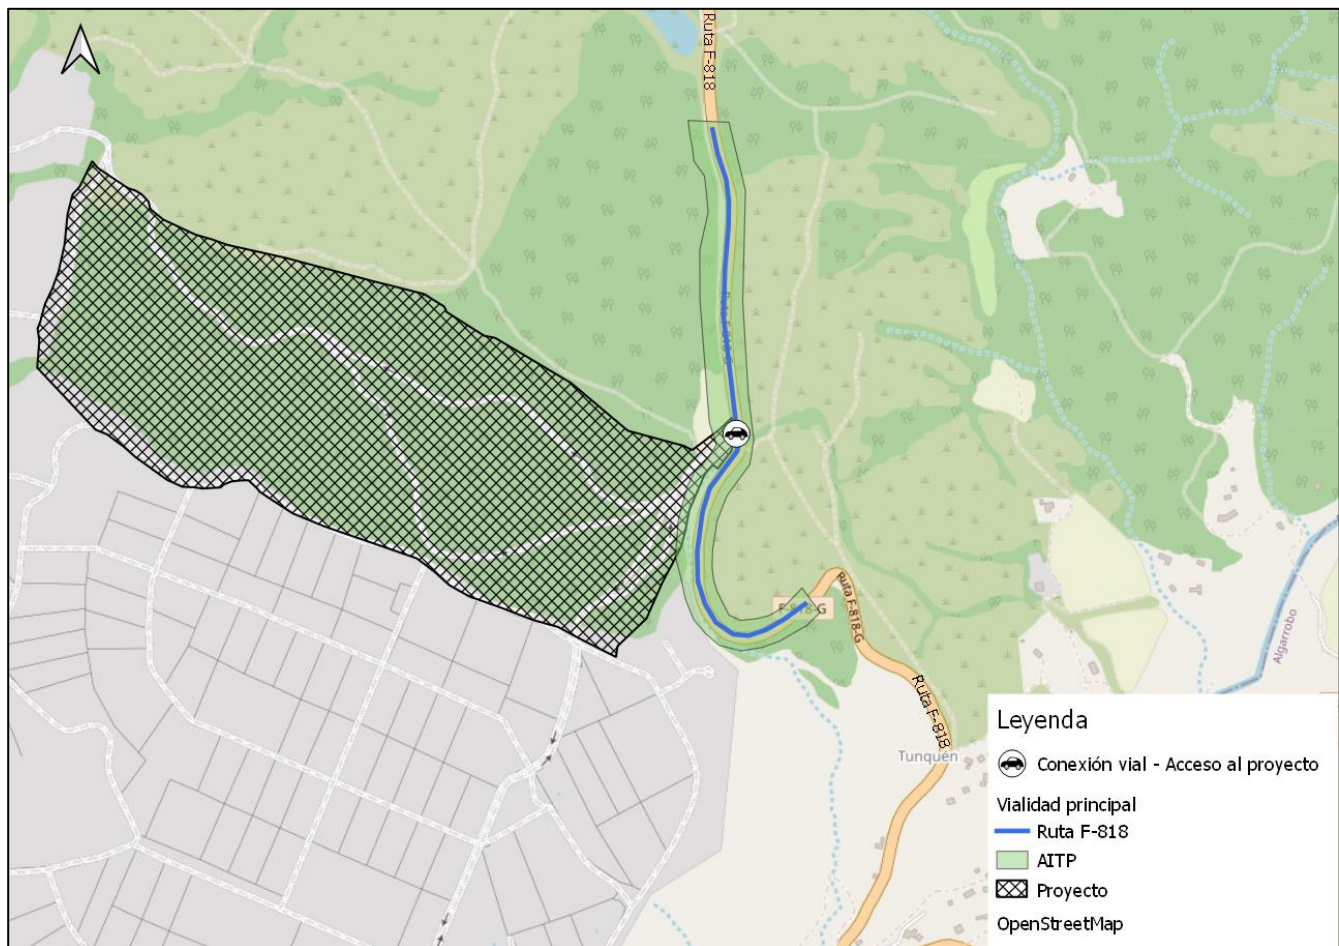 Ruta F-818
F-818-G
Ruta F-818-G
Ruta F-818
Tunquén
Algarrobo
Leyenda
Conexión vial - Acceso al proyecto
Vialidad principal
Ruta F-818
AITP
Proyecto
OpenStreetMap